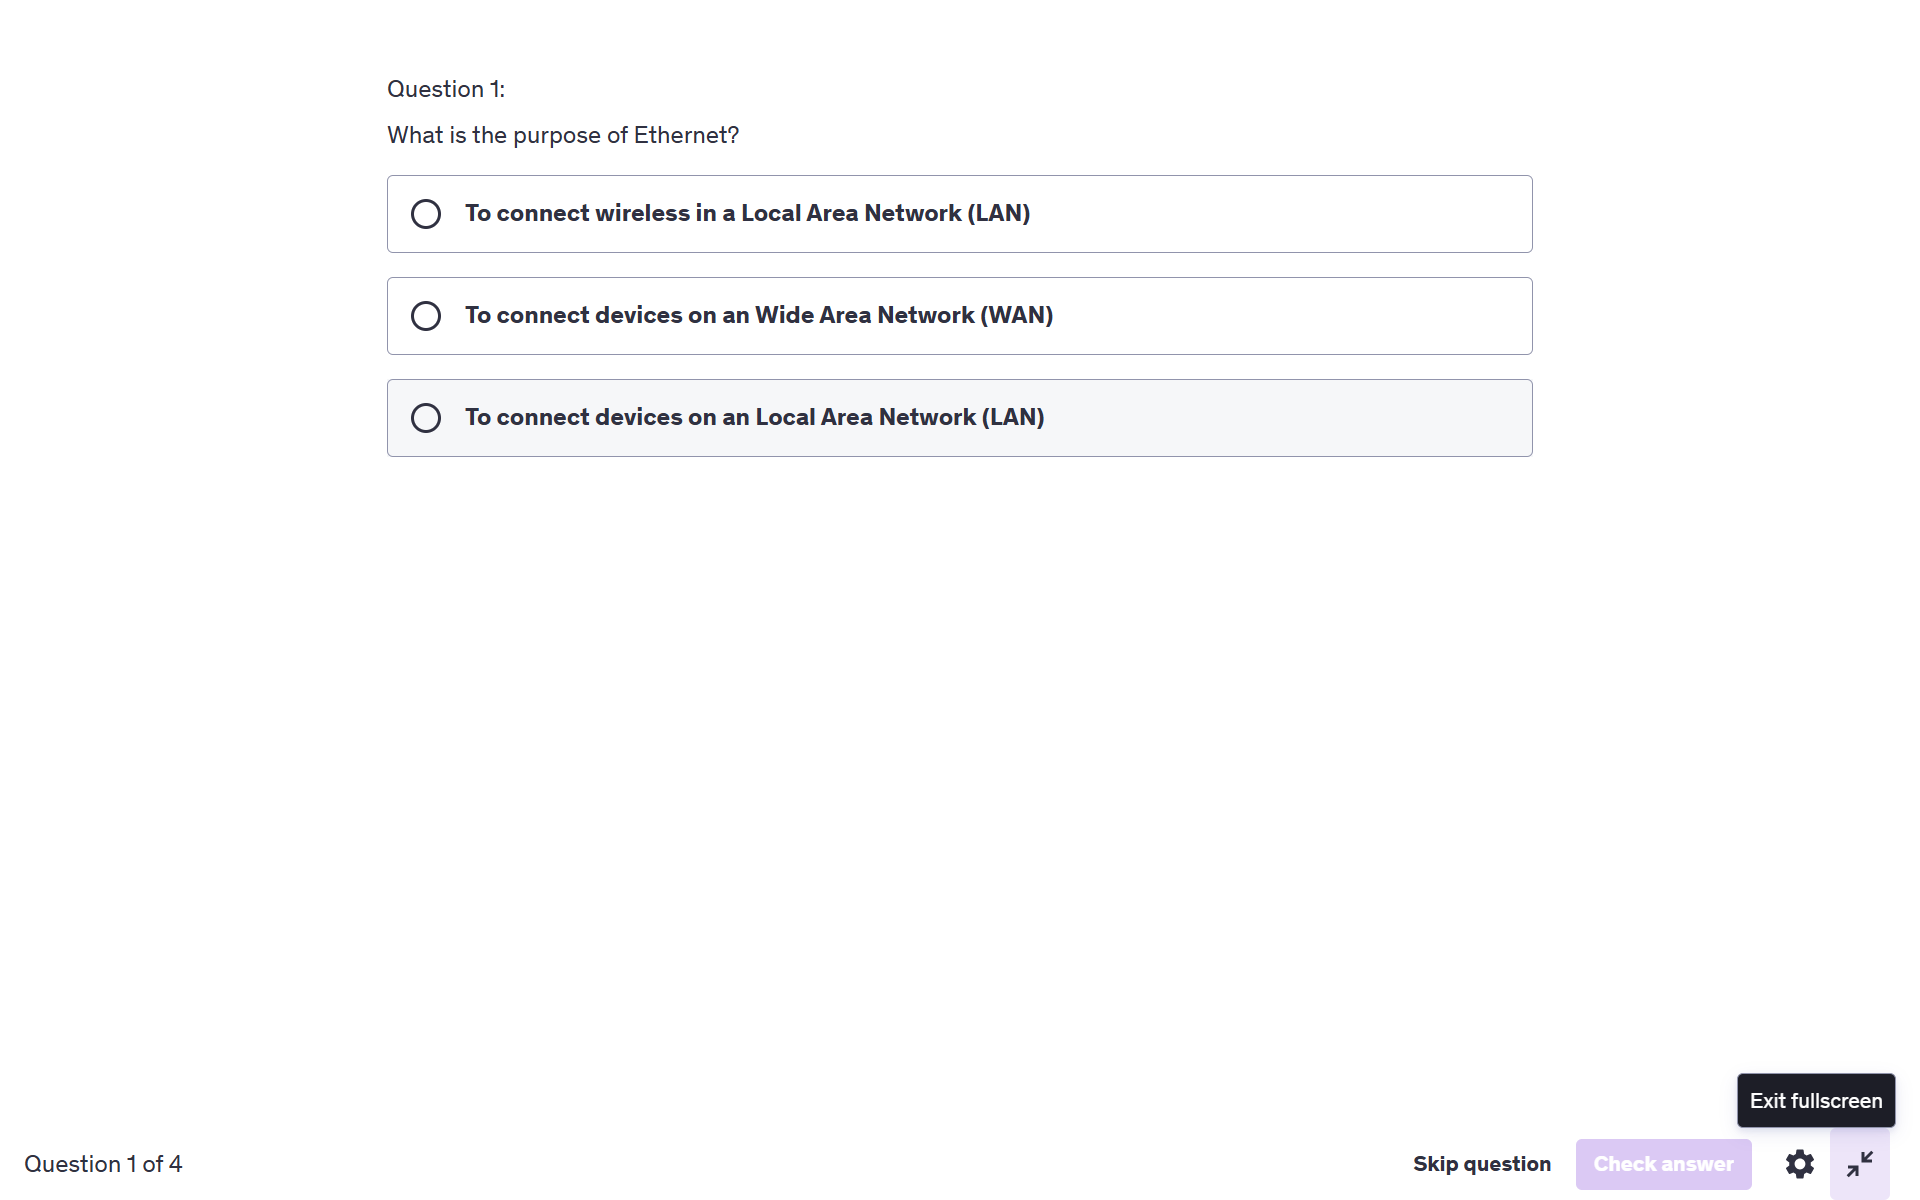 Question 1:
What is the purpose of Ethernet?
To connect wireless in a Local Area Network (LAN)
To connect devices on an Wide Area Network (WAN)
To connect devices on an Local Area Network (LAN)
Exit fullscreen
Question 1 of 4
Skip question
Check answer